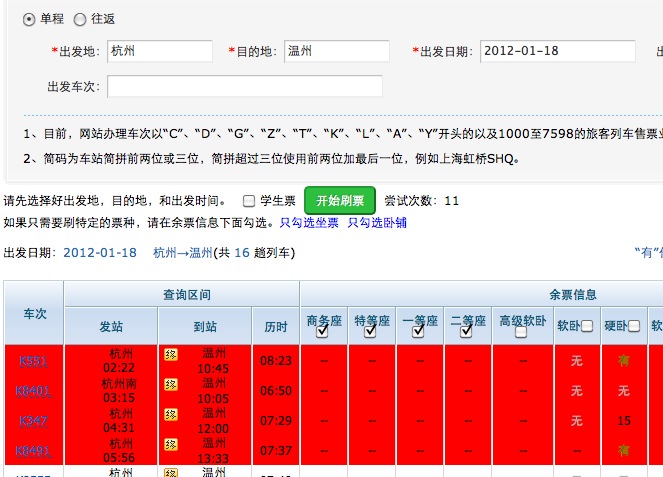 单程 往返
*出发地: 杭州 *目的地: 温州 *出发日期: 2012-01-18
出发车次:
1、目前，网站办理车次以“C”、“D”、“G”、“Z”、“T”、“K”、“L”、“A”、“Y”开头的以及1000至7598的旅客列车售票业
2、简码为车站简拼前两位或三位，简拼超过三位使用前两位加最后一位，例如上海虹桥SHQ。
请先选择好出发地，目的地，和出发时间。 学生票 开始刷票 尝试次数：11
如果只需要刷特定的票种，请在余票信息下面勾选。只勾选坐票 只勾选卧铺
出发日期：2012-01-18 杭州→温州(共 16 趟列车) “有”
车次 查询区间 余票信息
发站 到站 历时 商务座 特等座 一等座 二等座 高级软卧 软卧 硬卧
K551 杭州 终 温州 08:23 -- -- -- -- -- 无 有
02:22 10:45
K8401 杭州南 终 温州 06:50 -- -- -- -- -- 无 无
03:15 10:05
K347 杭州 终 温州 07:29 -- -- -- -- -- 无 15
04:31 12:00
K8491 杭州 终 温州 07:37 -- -- -- -- -- -- 有
05:56 13:33
杭州 终 温州